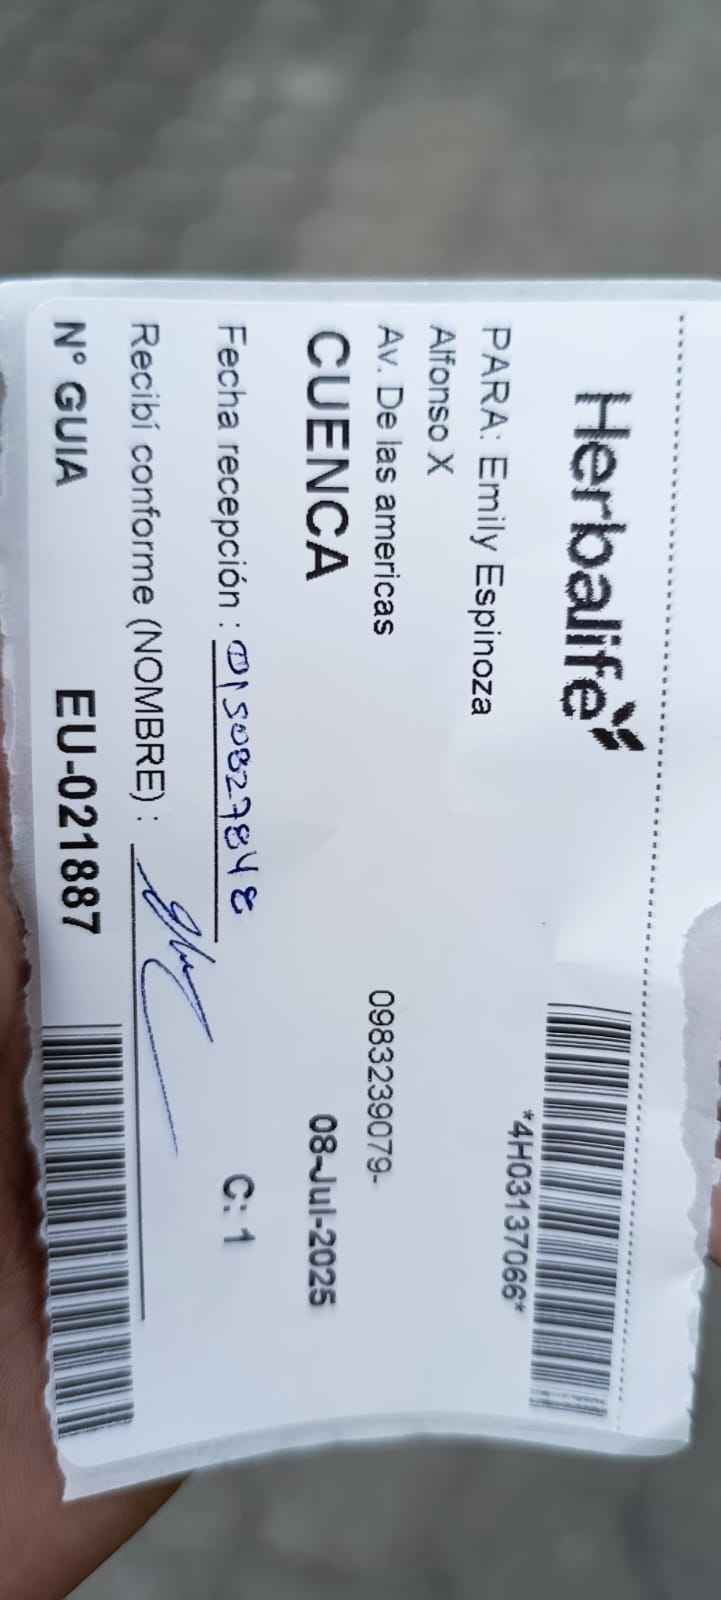 Herbalife
*4H03137066*
PARA: Emily Espinoza
Alfonso X
Av. De las americas
0983239079-
CUENCA
08-Jul-2025
Fecha recepción : 0150827848
C: 1
Recibí conforme (NOMBRE) :
N° GUIA
EU-021887